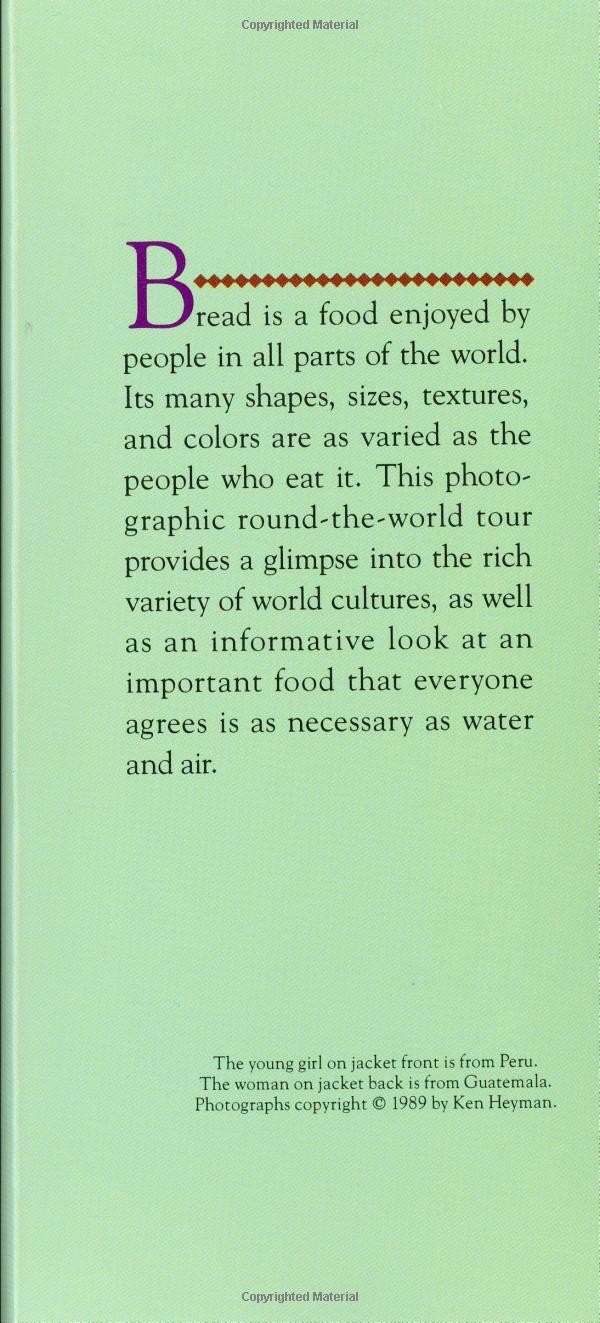 Copyrighted Material
Bread is a food enjoyed by
people in all parts of the world.
Its many shapes, sizes, textures,
and colors are as varied as the
people who eat it. This photo-
graphic round-the-world tour
provides a glimpse into the rich
variety of world cultures, as well
as an informative look at an
important food that everyone
agrees is as necessary as water
and air.
The young girl on jacket front is from Peru.
The woman on jacket back is from Guatemala.
Photographs copyright © 1989 by Ken Heyman.
Copyrighted Material